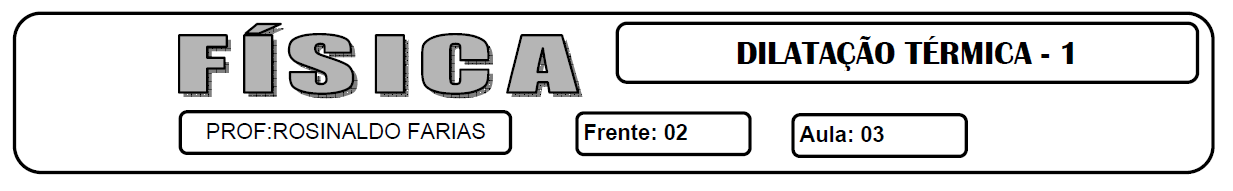 FÍSICA
DILATAÇÃO TÉRMICA - 1
PROF:ROSINALDO FARIAS
Frente: 02
Aula: 03